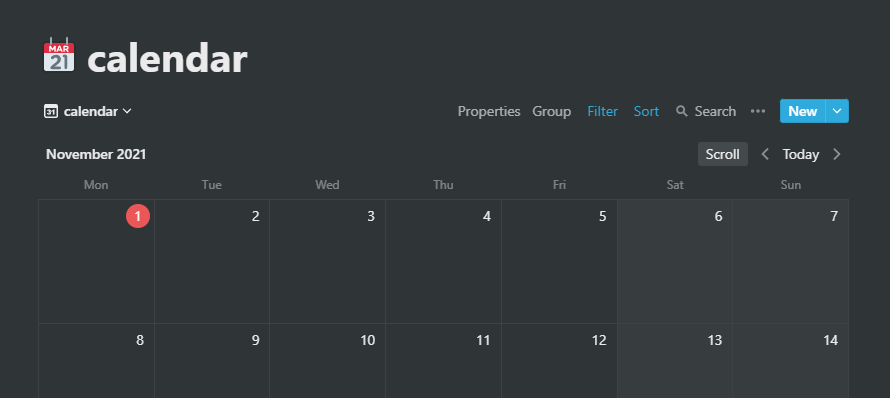 MAR
21
calendar
31 calendar
Properties Group Filter Sort Search ••• New
November 2021
Scroll Today
Mon Tue Wed Thu Fri Sat Sun
1 2 3 4 5 6 7
8 9 10 11 12 13 14